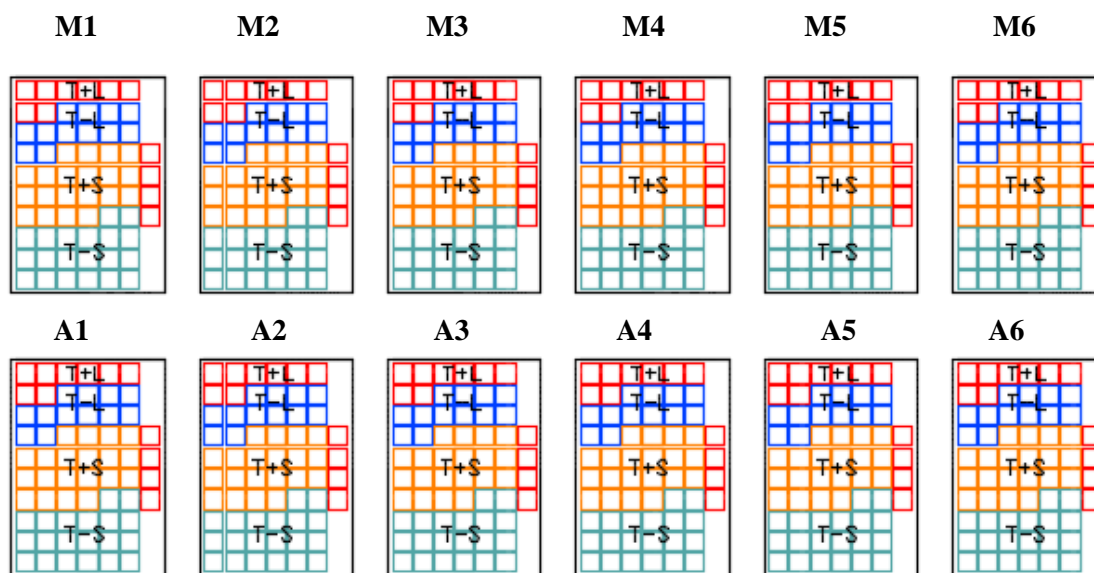 M1 M2 M3 M4 M5 M6
T+L T+L T+L T+L T+L T+L
T-L T-L T-L T-L T-L T-L
T+S T+S T+S T+S T+S T+S
T-S T-S T-S T-S T-S T-S
A1 A2 A3 A4 A5 A6
T+L T+L T+L T+L T+L T+L
T-L T-L T-L T-L T-L T-L
T+S T+S T+S T+S T+S T+S
T-S T-S T-S T-S T-S T-S